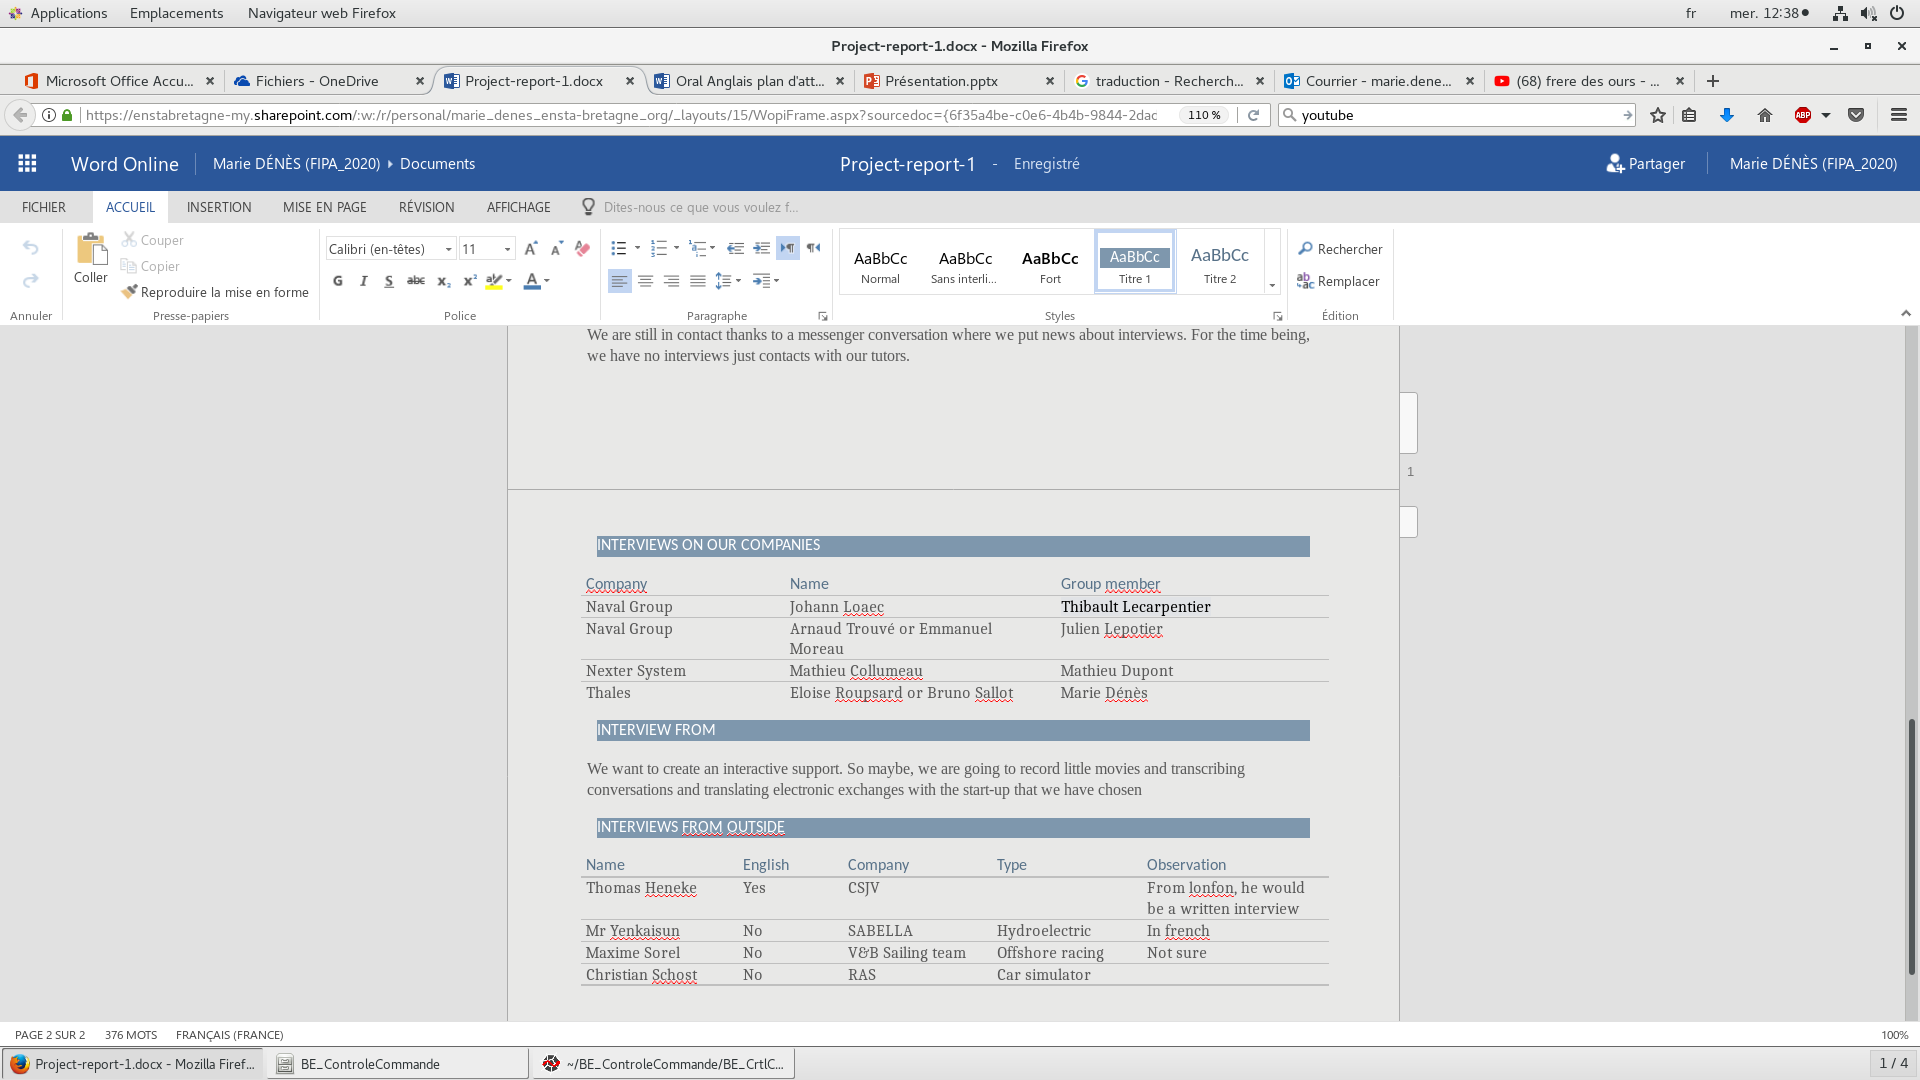 Applications Emplacements Navigateur web Firefox fr mer. 12:38
Project-report-1.docx - Mozilla Firefox
Microsoft Office Accu... Fichiers - OneDrive Project-report-1.docx Oral Anglais plan d'att... Présentation.pptx traduction - Recherch... Courrier - marie.dene... (68) frere des ours - ...
https://enstabretagne-my.sharepoint.com/:w:/r/personal/marie_denes_ensta-bretagne_org/_layouts/15/WopiFrame.aspx?sourcedoc={6f35a4be-c0e6-4b4b-9844-2dac 110 % youtube ABP
Word Online Marie DÉNÈS (FIPA_2020) Documents Project-report-1 - Enregistré Partager Marie DÉNÈS (FIPA_2020)
FICHIER ACCUEIL INSERTION MISE EN PAGE RÉVISION AFFICHAGE Dites-nous ce que vous voulez f...
Coller
Couper
Copier
Reproduire la mise en forme
Calibri (en-têtes) 11
G I S abc x₂ x² A
AaBbCc AaBbCc AaBbCc AaBbCc AaBbCc
Normal Sans interli... Fort Titre 1 Titre 2
Rechercher
Remplacer
Annuler Presse-papiers Police Paragraphe Styles Édition
We are still in contact thanks to a messenger conversation where we put news about interviews. For the time being,
we have no interviews just contacts with our tutors.
1
INTERVIEWS ON OUR COMPANIES
Company Name Group member
Naval Group Johann Loaec Thibault Lecarpentier
Naval Group Arnaud Trouvé or Emmanuel Julien Lepotier
Moreau
Nexter System Mathieu Collumeau Mathieu Dupont
Thales Eloise Roupsard or Bruno Sallot Marie Dénès
INTERVIEW FROM
We want to create an interactive support. So maybe, we are going to record little movies and transcribing
conversations and translating electronic exchanges with the start-up that we have chosen
INTERVIEWS FROM OUTSIDE
Name English Company Type Observation
Thomas Heneke Yes CSJV From lonfon, he would
be a written interview
Mr Yenkaisun No SABELLA Hydroelectric In french
Maxime Sorel No V&B Sailing team Offshore racing Not sure
Christian Schost No RAS Car simulator
PAGE 2 SUR 2 376 MOTS FRANÇAIS (FRANCE) 100%
Project-report-1.docx - Mozilla Firef... BE_ControleCommande ~/BE_ControleCommande/BE_CrtlC... 1 / 4